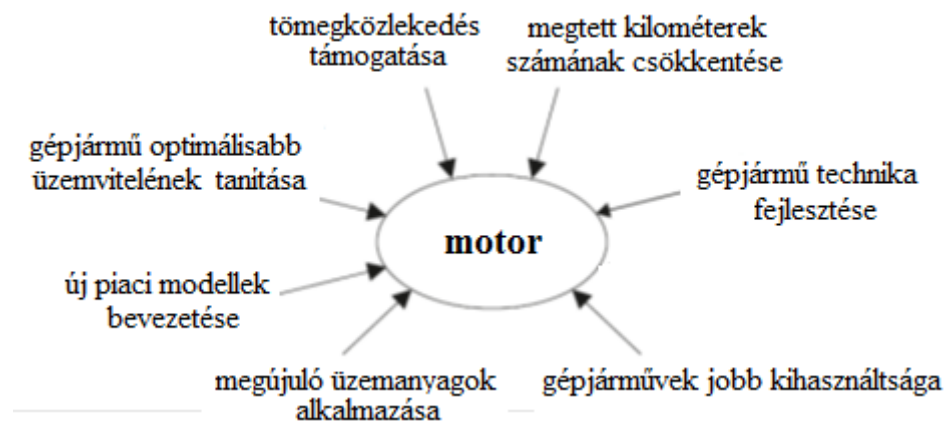 tömegközlekedés
támogatása
megtett kilométerek
számának csökkentése
gépjármű optimálisabb
üzemvitelének tanítása
gépjármű technika
fejlesztése
motor
új piaci modellek
bevezetése
megújuló üzemanyagok
alkalmazása
gépjárművek jobb kihasználtsága